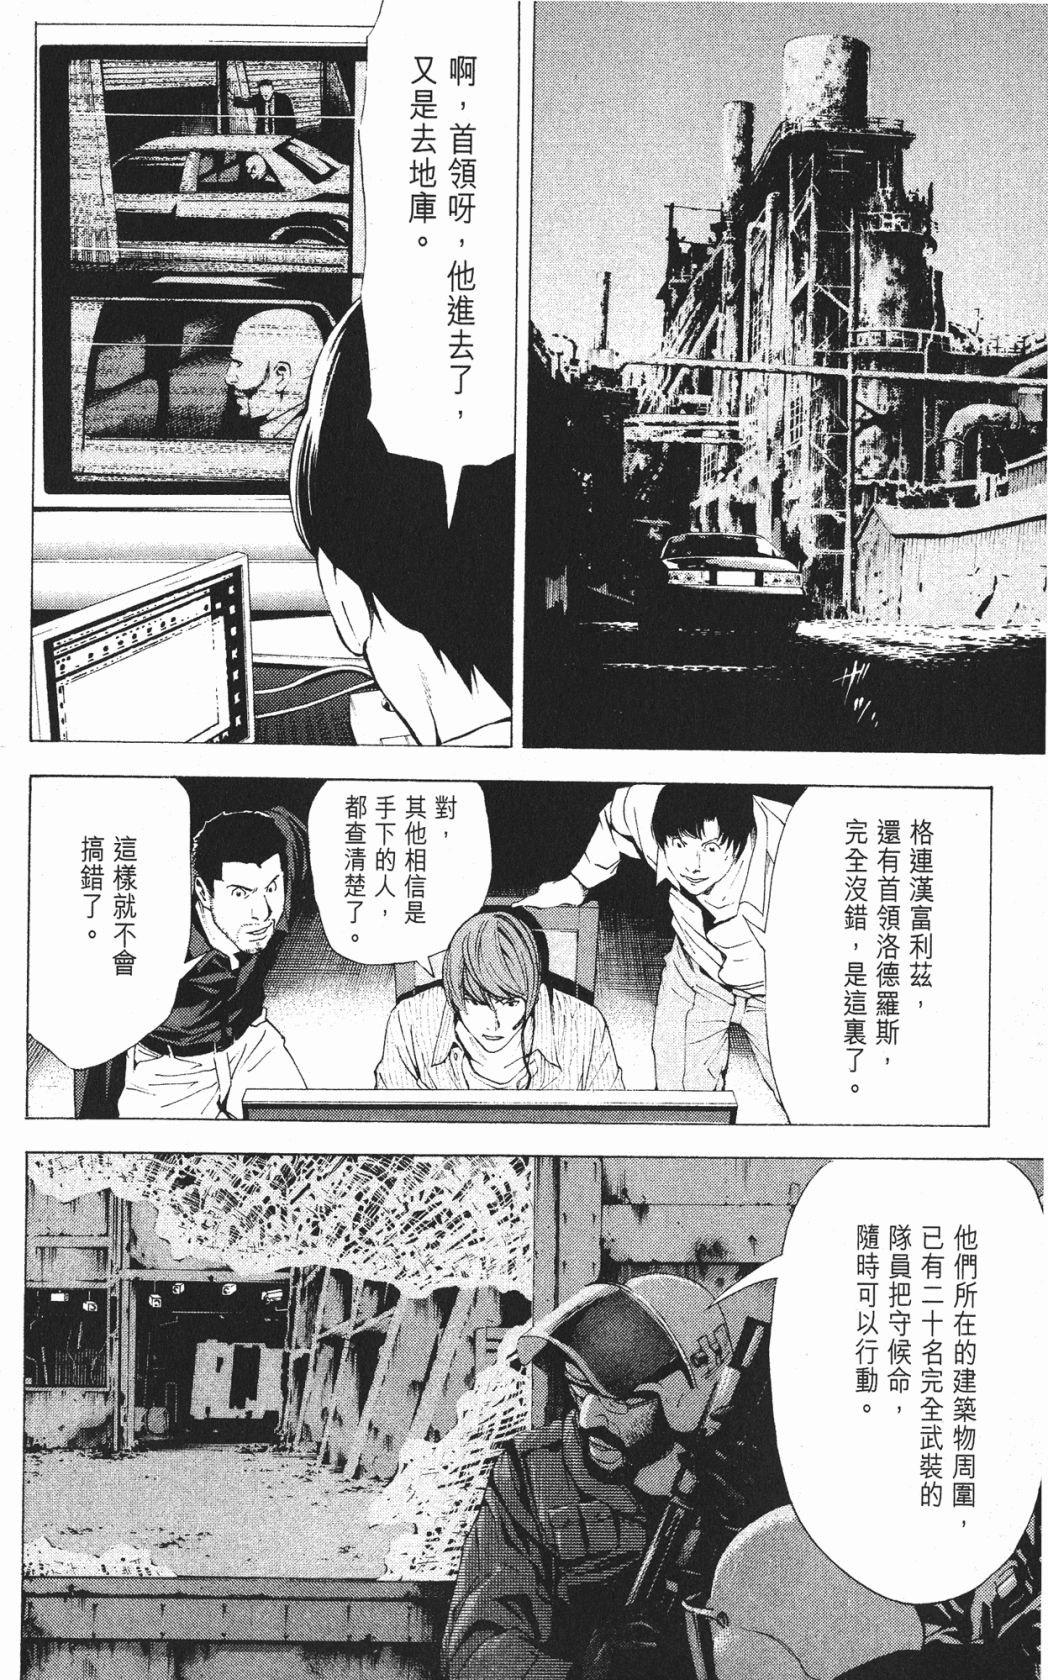 啊，首領呀，他進去了，
又是去地庫。
格連漢富利茲，
還有首領洛德羅斯，
完全沒錯，是這裏了。
對，
其他相信是
手下的人，
都查清楚了。
這樣就不會
搞錯了。
他們所在的建築物周圍，
已有二十名完全武裝的
隊員把守候命，
隨時可以行動。